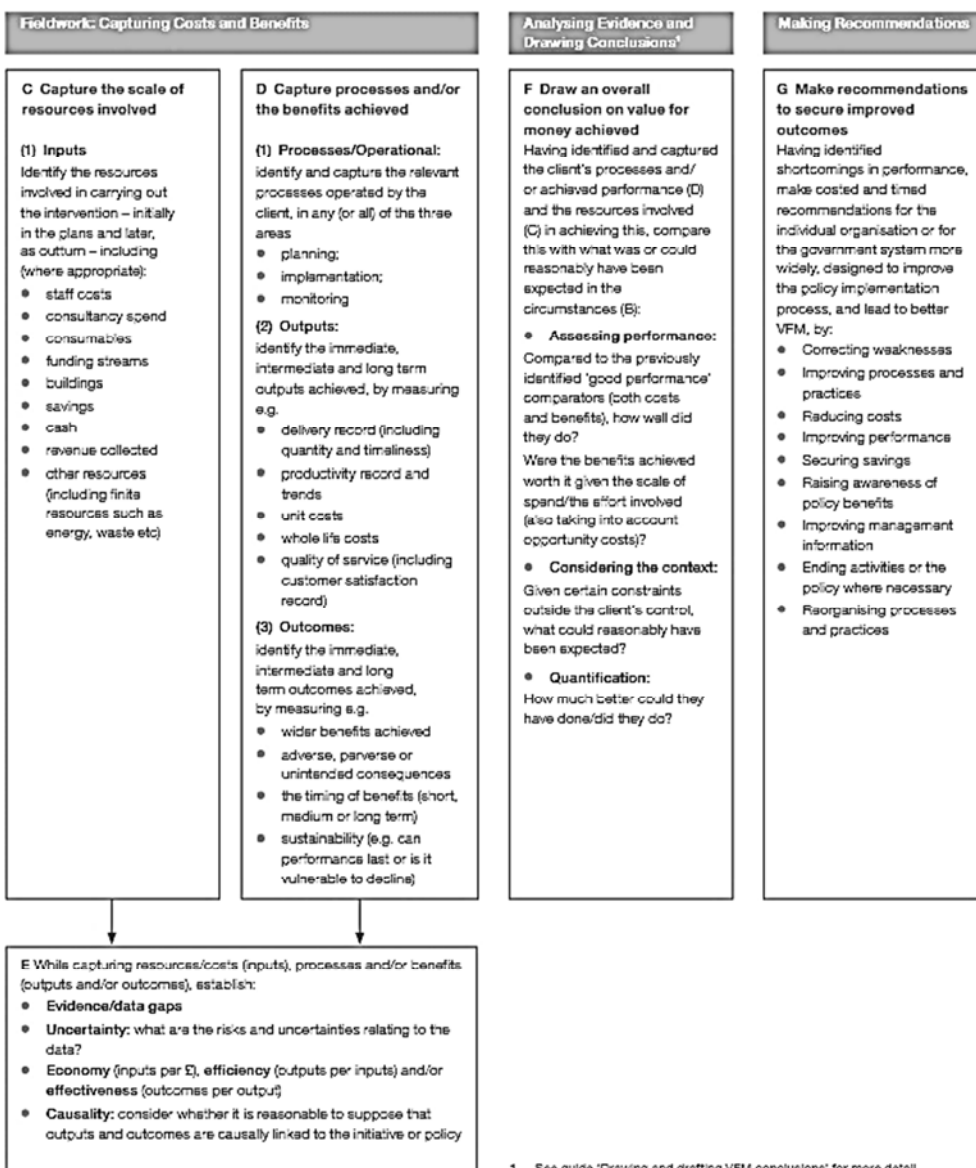 Fieldwork: Capturing Costs and Benefits
C Capture the scale of
resources involved
(1) Inputs
Identify the resources
involved in carrying out
the intervention – initially
in the plans and later,
as outturn – including
(where appropriate):
● staff costs
● consultancy spend
● consumables
● funding streams
● buildings
● savings
● cash
● revenue collected
● other resources
(including finite
resources such as
energy, waste etc)
D Capture processes and/or
the benefits achieved
(1) Processes/Operational:
identify and capture the relevant
processes operated by the
client, in any (or all) of the three
areas
● planning;
● implementation;
● monitoring
(2) Outputs:
identify the immediate,
intermediate and long term
outputs achieved, by measuring
e.g.
● delivery record (including
quantity and timeliness)
● productivity record and
trends
● unit costs
● whole life costs
● quality of service (including
customer satisfaction
record)
(3) Outcomes:
identify the immediate,
intermediate and long
term outcomes achieved,
by measuring e.g.
● wider benefits achieved
● adverse, perverse or
unintended consequences
● the timing of benefits (short,
medium or long term)
● sustainability (e.g. can
performance last or is it
vulnerable to decline)
E While capturing resources/costs (inputs), processes and/or benefits
(outputs and/or outcomes), establish:
● Evidence/data gaps
● Uncertainty: what are the risks and uncertainties relating to the
data?
● Economy (inputs per £), efficiency (outputs per inputs) and/or
effectiveness (outcomes per output)
● Causality: consider whether it is reasonable to suppose that
outputs and outcomes are causally linked to the initiative or policy
Analysing Evidence and
Drawing Conclusions¹
F Draw an overall
conclusion on value for
money achieved
Having identified and captured
the client's processes and/
or achieved performance (D)
and the resources involved
(C) in achieving this, compare
this with what was or could
reasonably have been
expected in the
circumstances (B):
● Assessing performance:
Compared to the previously
identified 'good performance'
comparators (both costs
and benefits), how well did
they do?
Were the benefits achieved
worth it given the scale of
spend/the effort involved
(also taking into account
opportunity costs)?
● Considering the context:
Given certain constraints
outside the client's control,
what could reasonably have
been expected?
● Quantification:
How much better could they
have done/did they do?
Making Recommendations
G Make recommendations
to secure improved
outcomes
Having identified
shortcomings in performance,
make costed and timed
recommendations for the
individual organisation or for
the government system more
widely, designed to improve
the policy implementation
process, and lead to better
VFM, by:
● Correcting weaknesses
● Improving processes and
practices
● Reducing costs
● Improving performance
● Securing savings
● Raising awareness of
policy benefits
● Improving management
information
● Ending activities or the
policy where necessary
● Reorganising processes
and practices
1 See guide 'Drawing and drafting VFM conclusions' for more detail